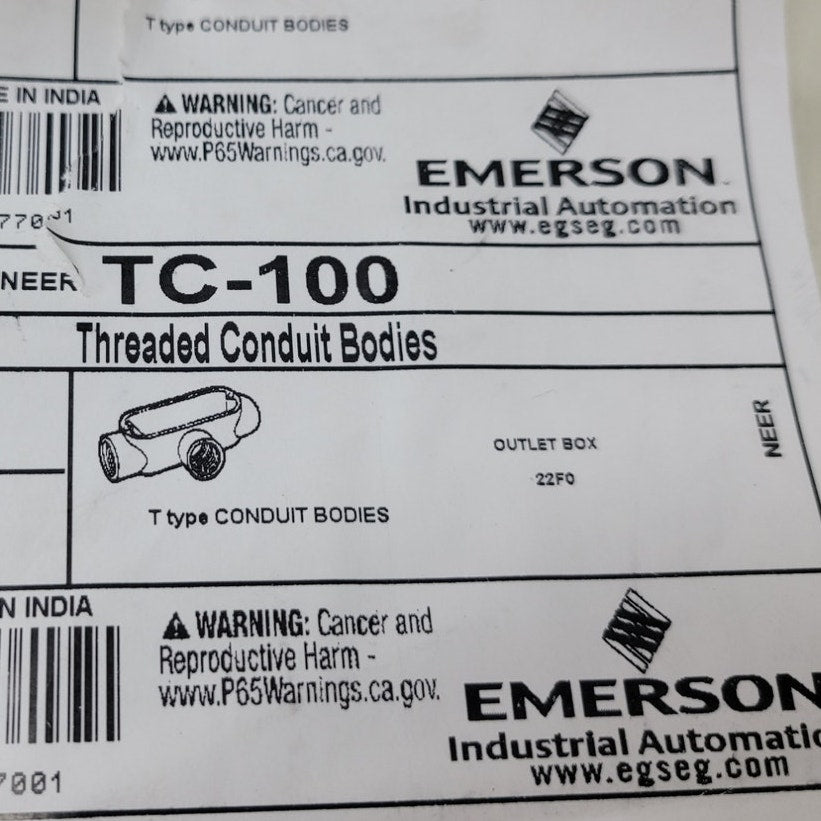 T type CONDUIT BODIES
E IN INDIA
WARNING: Cancer and
Reproductive Harm -
www.P65Warnings.ca.gov.
EMERSON
Industrial Automation
www.egseg.com
NEER TC-100
Threaded Conduit Bodies
OUTLET BOX
22F0
NEER
T type CONDUIT BODIES
N INDIA
WARNING: Cancer and
Reproductive Harm -
www.P65Warnings.ca.gov.
EMERSON
Industrial Automatic
www.egseg.com
7001